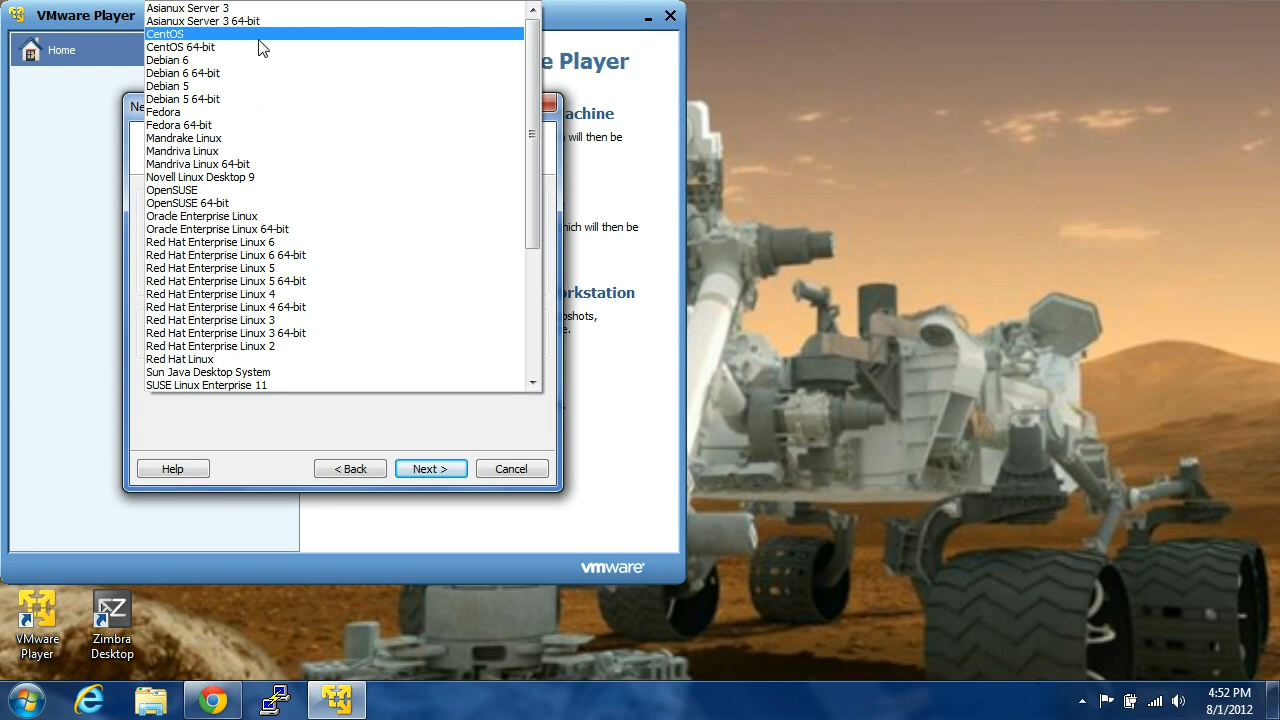 VMware Player
Home
Asianux Server 3
Asianux Server 3 64-bit
CentOS
CentOS 64-bit
Debian 6
Debian 6 64-bit
Debian 5
Debian 5 64-bit
Fedora
Fedora 64-bit
Mandrake Linux
Mandriva Linux
Mandriva Linux 64-bit
Novell Linux Desktop 9
OpenSUSE
OpenSUSE 64-bit
Oracle Enterprise Linux
Oracle Enterprise Linux 64-bit
Red Hat Enterprise Linux 6
Red Hat Enterprise Linux 6 64-bit
Red Hat Enterprise Linux 5
Red Hat Enterprise Linux 5 64-bit
Red Hat Enterprise Linux 4
Red Hat Enterprise Linux 4 64-bit
Red Hat Enterprise Linux 3
Red Hat Enterprise Linux 3 64-bit
Red Hat Enterprise Linux 2
Red Hat Linux
Sun Java Desktop System
SUSE Linux Enterprise 11
Ne
e Player
achine
will then be
hich will then be
orkstation
pshots,
e.
Help
< Back
Next >
Cancel
vmware
VMware
Player
Zimbra
Desktop
4:52 PM
8/1/2012